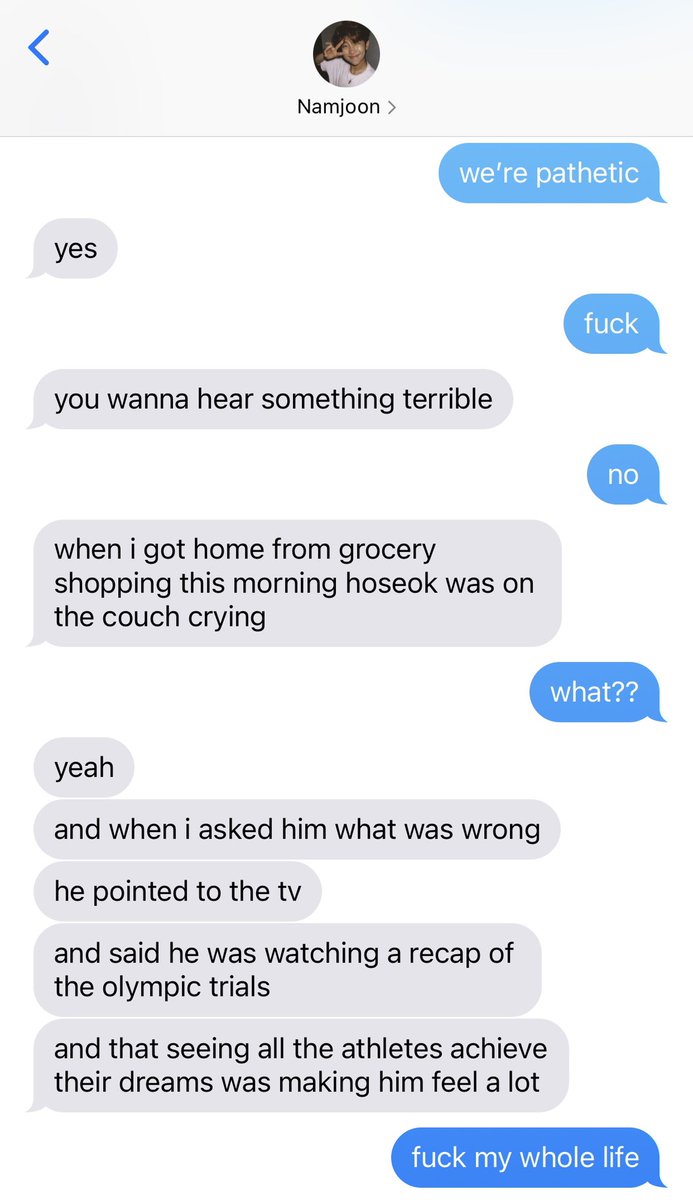 Namjoon
we’re pathetic
yes
fuck
you wanna hear something terrible
no
when i got home from grocery
shopping this morning hoseok was on
the couch crying
what??
yeah
and when i asked him what was wrong
he pointed to the tv
and said he was watching a recap of
the olympic trials
and that seeing all the athletes achieve
their dreams was making him feel a lot
fuck my whole life